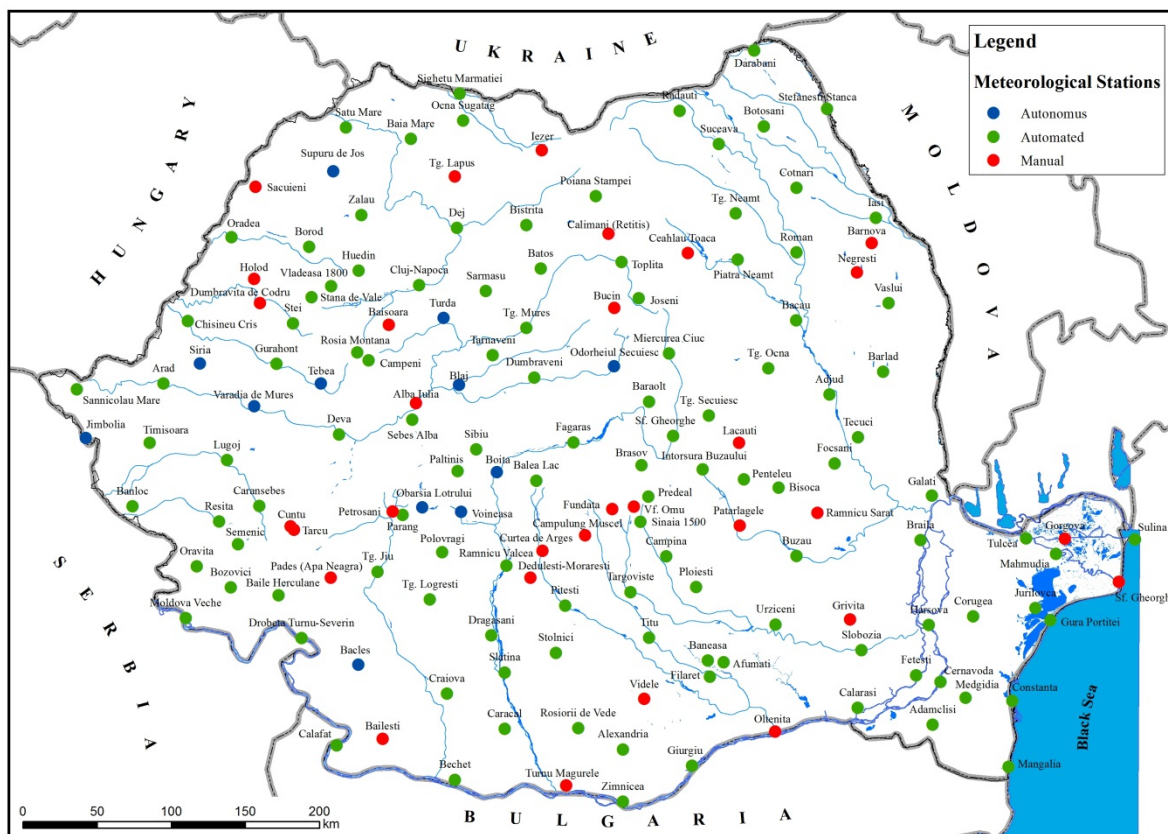 UKRAINE
Darabani
Legend
Meteorological Stations
Autonomus
Automated
Manual
Sighetu Marmatiei
Ocna Sugatag
Radauti
Stefanesti Stanca
Botosani
Satu Mare
Baia Mare
Iezer
Suceava
MOLDOVA
HUNGARY
Supuru de Jos
Tg. Lapus
Sacuieni
Poiana Stampei
Cotnari
Zalau
Dej
Bistrita
Tg. Neamt
Iasi
Oradea
Borod
Calimani (Retitis)
Ceahlau Toaca
Roman
Barnova
Holod
Vladeasa 1800
Huedin
Cluj-Napoca
Sarmasu
Batos
Toplita
Piatra Neamt
Negresti
Dumbravita de Codru
Stana de Vale
Vaslui
Stei
Baisoara
Turda
Bucin
Joseni
Bacau
Chisineu Cris
Tg. Mures
Siria
Gurahont
Rosia Montana
Campeni
Tarnaveni
Dumbraveni
Miercurea Ciuc
Odorheiul Secuiesc
Tg. Ocna
Barlad
Arad
Tebea
Blaj
Sannicolau Mare
Varadia de Mures
Alba Iulia
Baraolt
Adjud
Jimbolia
Timisoara
Deva
Sebes Alba
Tg. Secuiesc
Sf. Gheorghe
Lacauti
Tecuci
Lugoj
Sibiu
Fagaras
Paltinis
Boita
Balea Lac
Brasov
Intorsura Buzaului
Penteleu
Focsani
Bisoca
Banloc
Resita
Caransebes
Petrosani
Obarsia Lotrului
Voineasa
Fundata
Predeal
Vf. Omu
Sinaia 1500
Patarlagele
Ramnicu Sarat
Galati
Cuntu
Tarcu
Parang
Campulung Muscel
Braila
Gorgova
Sulina
Semenic
Oravita
Polovragi
Curtea de Arges
Ramnicu Valcea
Campina
Buzau
Tulcea
Mahmudia
SERBIA
Bozovici
Pades (Apa Neagra)
Tg. Jiu
Dedulesti-Moraresti
Baile Herculane
Tg. Logresti
Pitesti
Targoviste
Ploiesti
Sf. Gheorghe
Moldova Veche
Jurilovca
Corugea
Gura Portitei
Drobeta Turnu-Severin
Dragasani
Stolnici
Titu
Urziceni
Grivita
Harsova
Slobozia
Bacles
Slatina
Baneasa
Afumati
Filaret
Fetesti
Cernavoda
Medgidia
Constanta
Craiova
Videle
Calarasi
Adamclisi
Bailesti
Calafat
Caracal
Rosiorii de Vede
Alexandria
Oltenita
Black Sea
Bechet
Turnu Magurele
Giurgiu
Mangalia
Zimnicea
BULGARIA
0 50 100 150 200
km